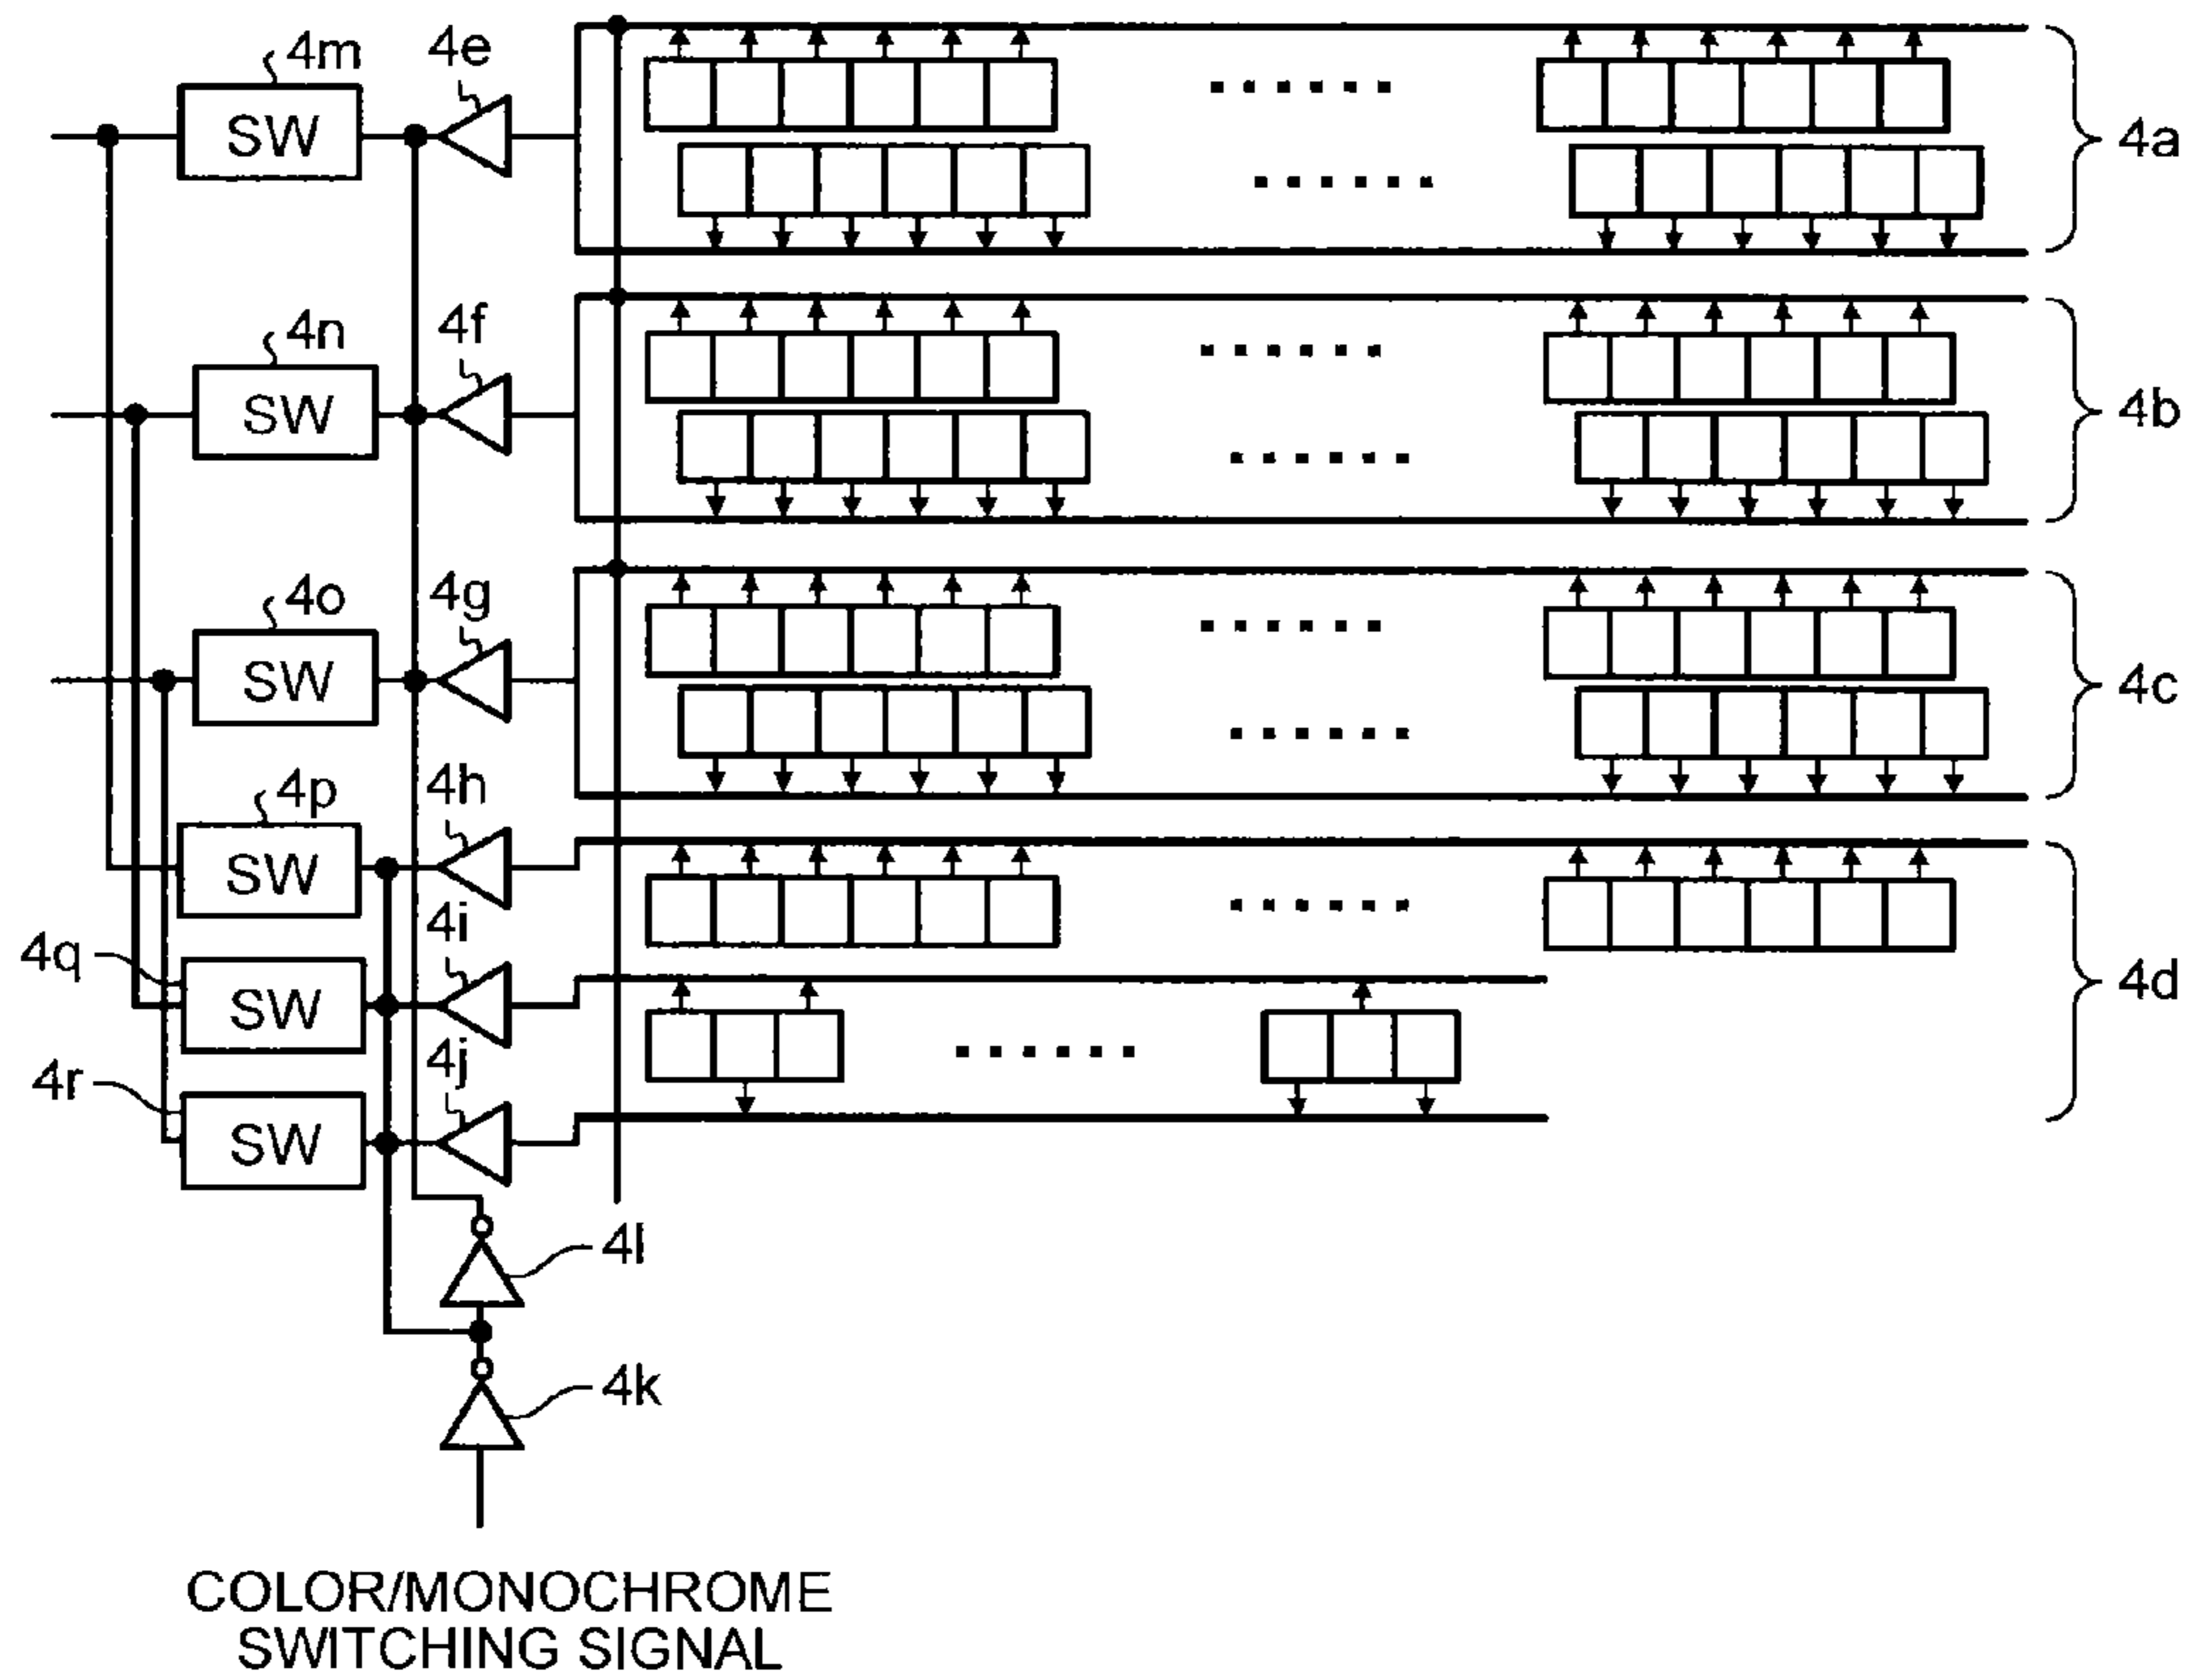 4m
4e
SW
4a
4n
4f
SW
4b
4o
4g
SW
4c
4p
4h
SW
4i
4q
SW
4d
4j
4r
SW
4l
4k
COLOR/MONOCHROME
SWITCHING SIGNAL